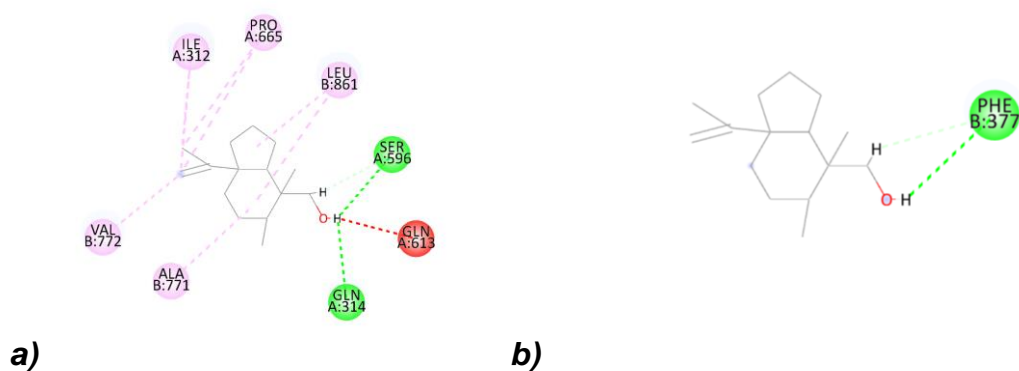 ILE
A:312
PRO
A:665
LEU
B:861
SER
A:596
H
O H
GLN
A:613
GLN
A:314
VAL
B:772
ALA
B:771
a)
PHE
B:377
H
O H
b)